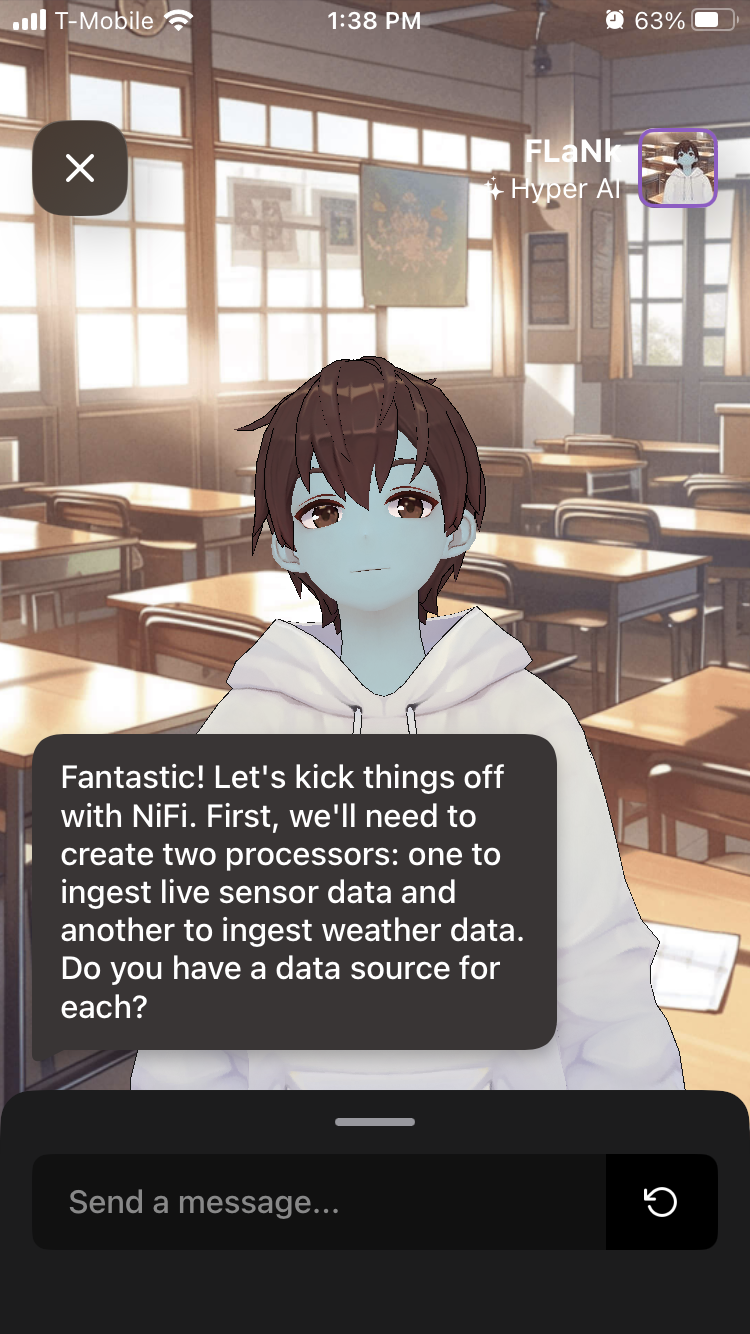 T-Mobile 1:38 PM 63%
FLaNk
Hyper AI
Fantastic! Let's kick things off
with NiFi. First, we'll need to
create two processors: one to
ingest live sensor data and
another to ingest weather data.
Do you have a data source for
each?
Send a message...